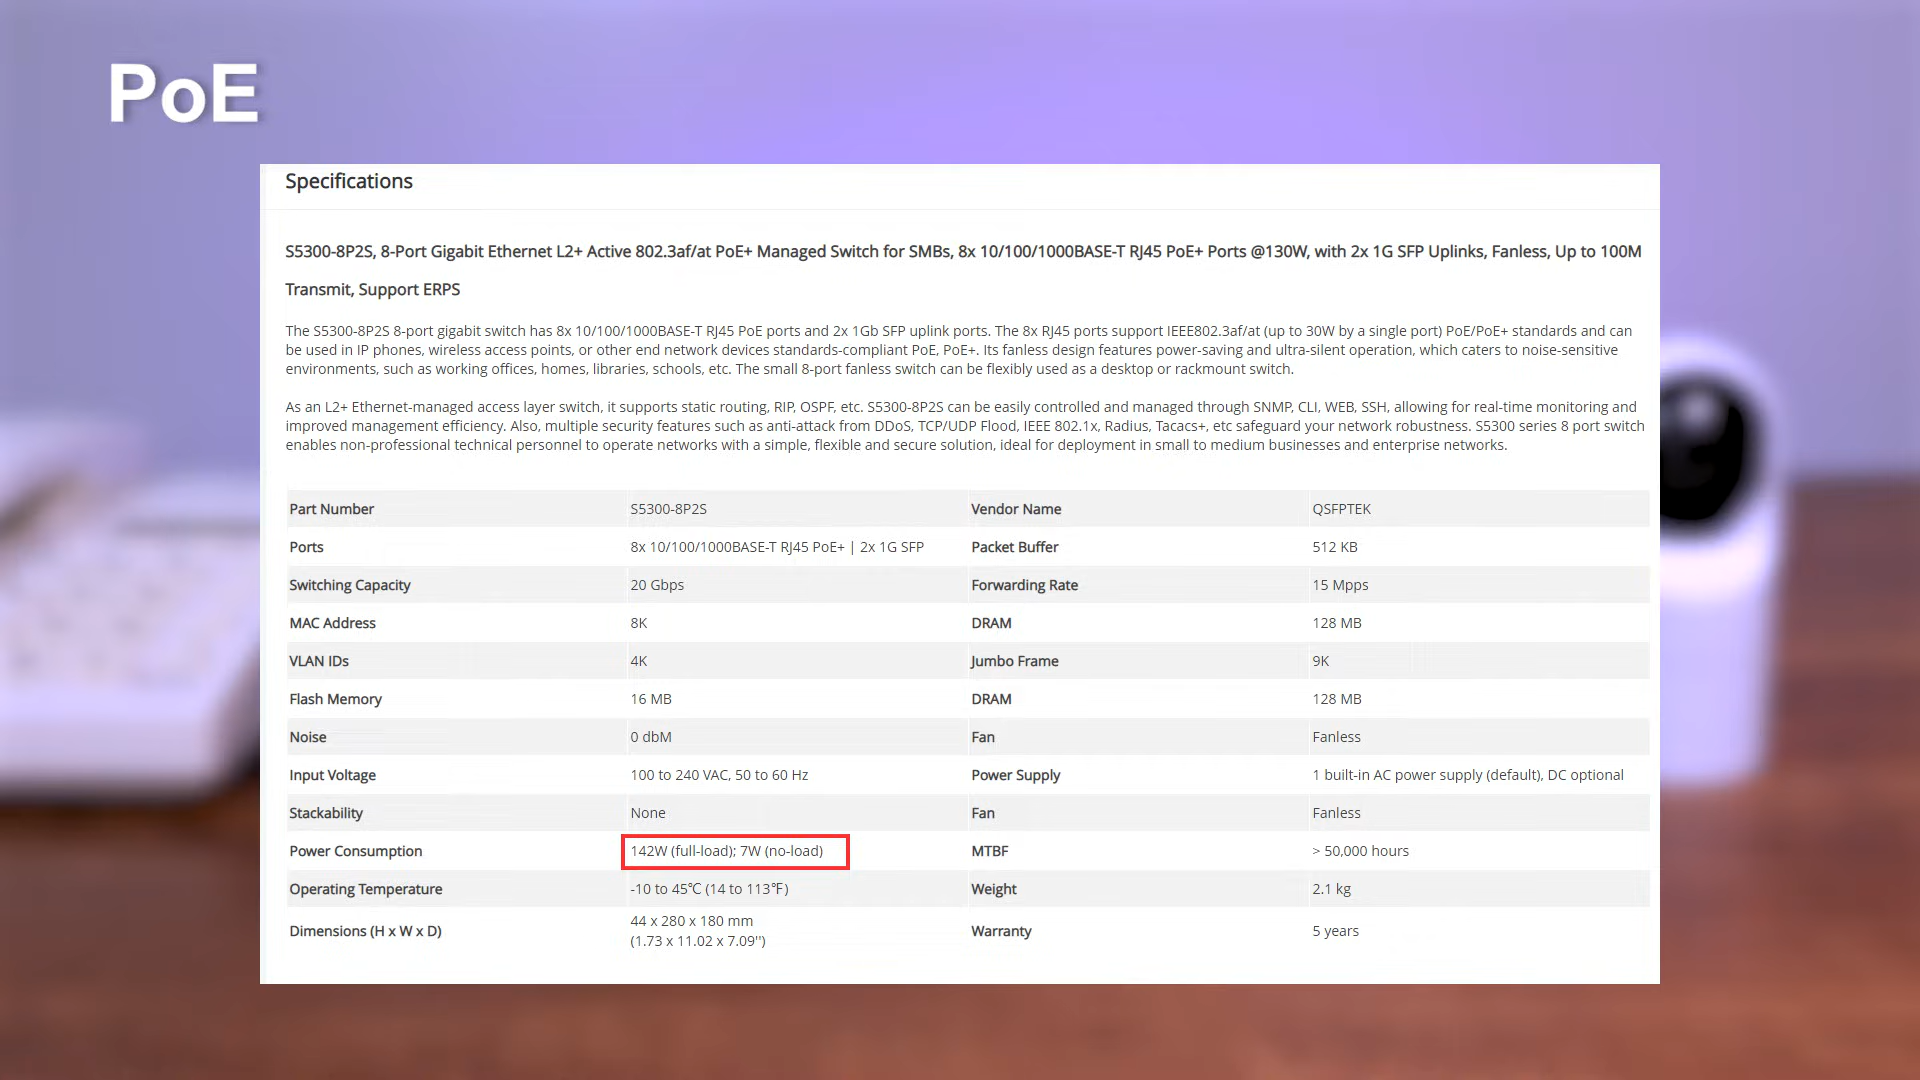 PoE
Specifications
S5300-8P2S, 8-Port Gigabit Ethernet L2+ Active 802.3af/at PoE+ Managed Switch for SMBs, 8x 10/100/1000BASE-T RJ45 PoE+ Ports @130W, with 2x 1G SFP Uplinks, Fanless, Up to 100M
Transmit, Support ERPS
The S5300-8P2S 8-port gigabit switch has 8x 10/100/1000BASE-T RJ45 PoE ports and 2x 1Gb SFP uplink ports. The 8x RJ45 ports support IEEE802.3af/at (up to 30W by a single port) PoE/PoE+ standards and can
be used in IP phones, wireless access points, or other end network devices standards-compliant PoE, PoE+. Its fanless design features power-saving and ultra-silent operation, which caters to noise-sensitive
environments, such as working offices, homes, libraries, schools, etc. The small 8-port fanless switch can be flexibly used as a desktop or rackmount switch.
As an L2+ Ethernet-managed access layer switch, it supports static routing, RIP, OSPF, etc. S5300-8P2S can be easily controlled and managed through SNMP, CLI, WEB, SSH, allowing for real-time monitoring and
improved management efficiency. Also, multiple security features such as anti-attack from DDoS, TCP/UDP Flood, IEEE 802.1x, Radius, Tacacs+, etc safeguard your network robustness. S5300 series 8 port switch
enables non-professional technical personnel to operate networks with a simple, flexible and secure solution, ideal for deployment in small to medium businesses and enterprise networks.
Part Number S5300-8P2S Vendor Name QSFPTEK
Ports 8x 10/100/1000BASE-T RJ45 PoE+ | 2x 1G SFP Packet Buffer 512 KB
Switching Capacity 20 Gbps Forwarding Rate 15 Mpps
MAC Address 8K DRAM 128 MB
VLAN IDs 4K Jumbo Frame 9K
Flash Memory 16 MB DRAM 128 MB
Noise 0 dbM Fan Fanless
Input Voltage 100 to 240 VAC, 50 to 60 Hz Power Supply 1 built-in AC power supply (default), DC optional
Stackability None Fan Fanless
Power Consumption 142W (full-load); 7W (no-load) MTBF > 50,000 hours
Operating Temperature -10 to 45℃ (14 to 113℉) Weight 2.1 kg
Dimensions (H x W x D) 44 x 280 x 180 mm
(1.73 x 11.02 x 7.09'') Warranty 5 years